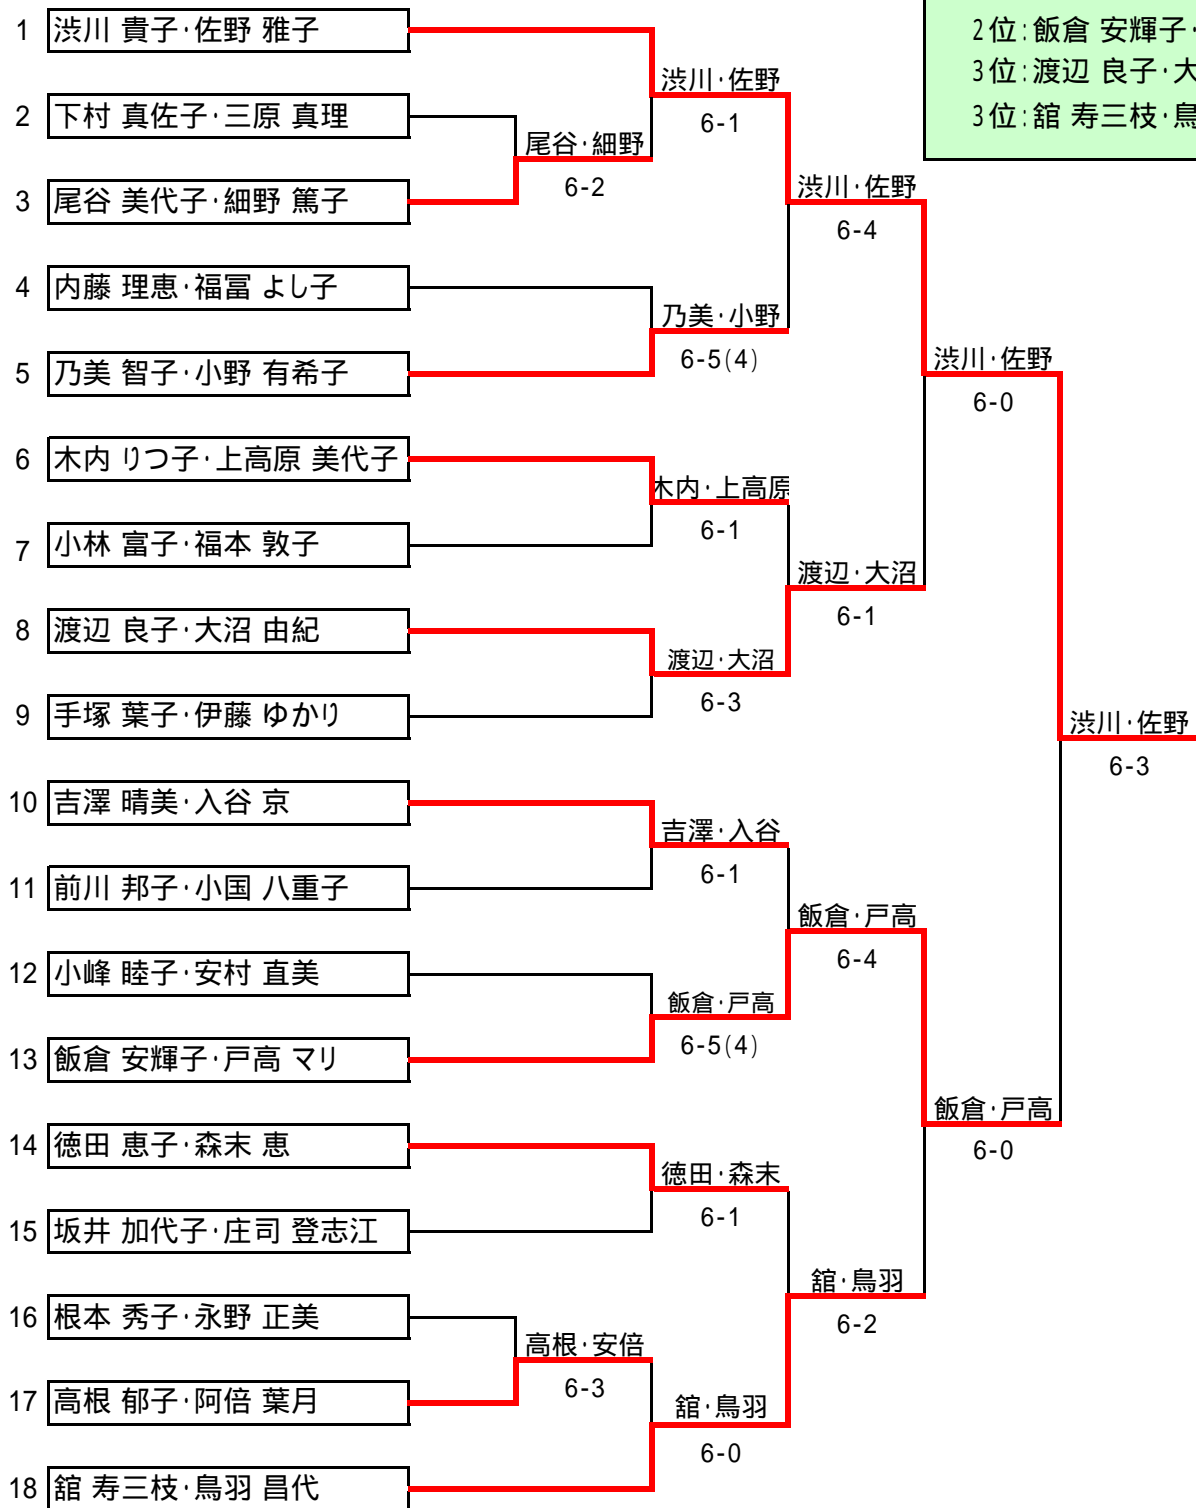 2位:飯倉 安輝子・
3位:渡辺 良子・大
3位:舘 寿三枝・鳥
1 渋川 貴子・佐野 雅子
渋川・佐野
6-1
2 下村 真佐子・三原 真理
尾谷・細野
6-2
3 尾谷 美代子・細野 篤子
渋川・佐野
6-4
4 内藤 理恵・福冨 よし子
乃美・小野
6-5(4)
5 乃美 智子・小野 有希子
渋川・佐野
6-0
6 木内 りつ子・上高原 美代子
木内・上高原
6-1
7 小林 富子・福本 敦子
渡辺・大沼
6-1
8 渡辺 良子・大沼 由紀
渡辺・大沼
6-3
9 手塚 葉子・伊藤 ゆかり
渋川・佐野
6-3
10 吉澤 晴美・入谷 京
吉澤・入谷
6-1
11 前川 邦子・小国 八重子
飯倉・戸高
6-4
12 小峰 睦子・安村 直美
飯倉・戸高
6-5(4)
13 飯倉 安輝子・戸高 マリ
飯倉・戸高
6-0
14 徳田 恵子・森末 恵
徳田・森末
6-1
15 坂井 加代子・庄司 登志江
舘・鳥羽
6-2
16 根本 秀子・永野 正美
高根・安倍
6-3
17 高根 郁子・阿倍 葉月
舘・鳥羽
6-0
18 舘 寿三枝・鳥羽 昌代